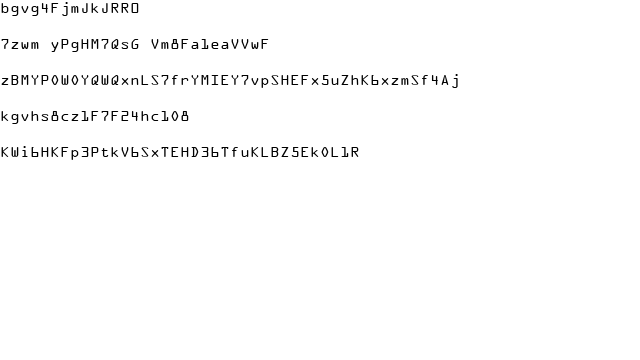 bgvg4FjmJkJRRO
7zwm yPgHM7QsG Vm8Fa1eaVVwF
zBMYP0W0YQWQxnLS7frYMIEY7vpSHEFx5uZhK6xzmSf4Aj
kgvhs8cz1F7F24hc108
KWi6HKFp3PtkV6SxTEHD36TfuKLBZ5Ek0L1R